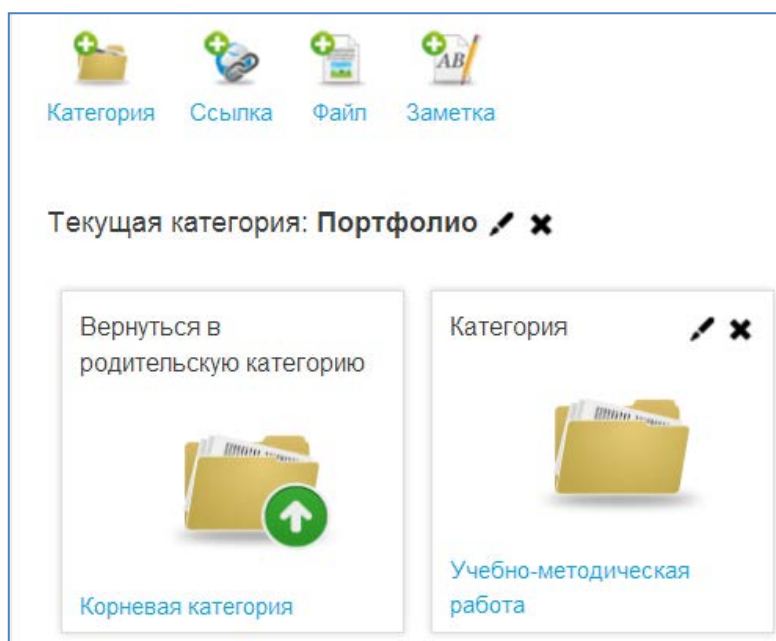 Категория Ссылка Файл Заметка
Текущая категория: Портфолио
Вернуться в
родительскую категорию
Корневая категория
Категория
Учебно-методическая
работа